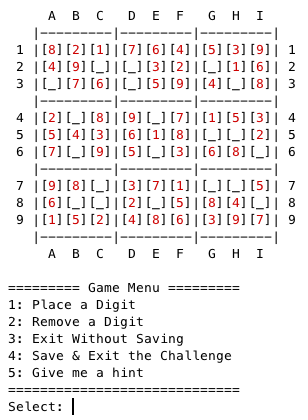 A  B  C   D  E  F   G  H  I
  |---------|---------|---------|
1 |[8][2][1]|[7][6][4]|[5][3][9]| 1
2 |[4][9][_]|[_][3][2]|[_][1][6]| 2
3 |[_][7][6]|[_][5][9]|[4][_][8]| 3
  |---------|---------|---------|
4 |[2][_][8]|[9][_][7]|[1][5][3]| 4
5 |[5][4][3]|[6][1][8]|[_][_][2]| 5
6 |[7][_][9]|[5][_][3]|[6][8][_]| 6
  |---------|---------|---------|
7 |[9][8][_]|[3][7][1]|[_][_][5]| 7
8 |[6][_][_]|[2][_][5]|[8][4][_]| 8
9 |[1][5][2]|[4][8][6]|[3][9][7]| 9
  |---------|---------|---------|
    A  B  C   D  E  F   G  H  I
========= Game Menu =========
1: Place a Digit
2: Remove a Digit
3: Exit Without Saving
4: Save & Exit the Challenge
5: Give me a hint
=============================
Select: